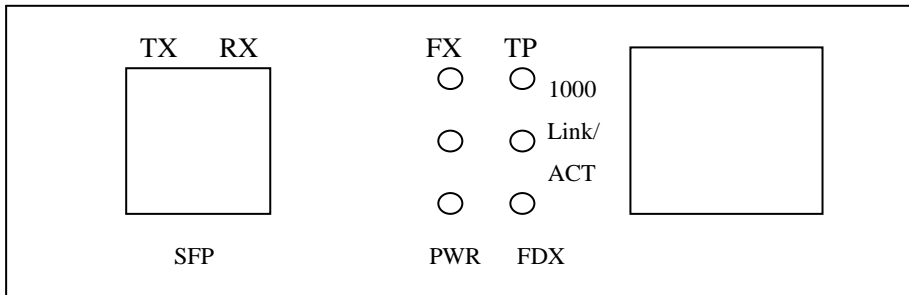 TX RX FX TP
1000
Link/
ACT
SFP PWR FDX